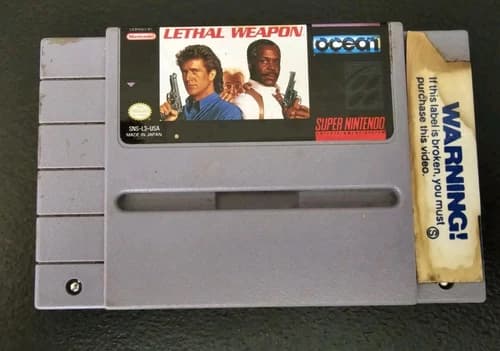 Nintendo
LETHAL WEAPON
ocean
SNS-L3-USA
MADE IN JAPAN
SUPER NINTENDO
WARNING!
If this label is broken, you must
purchase this video.
S